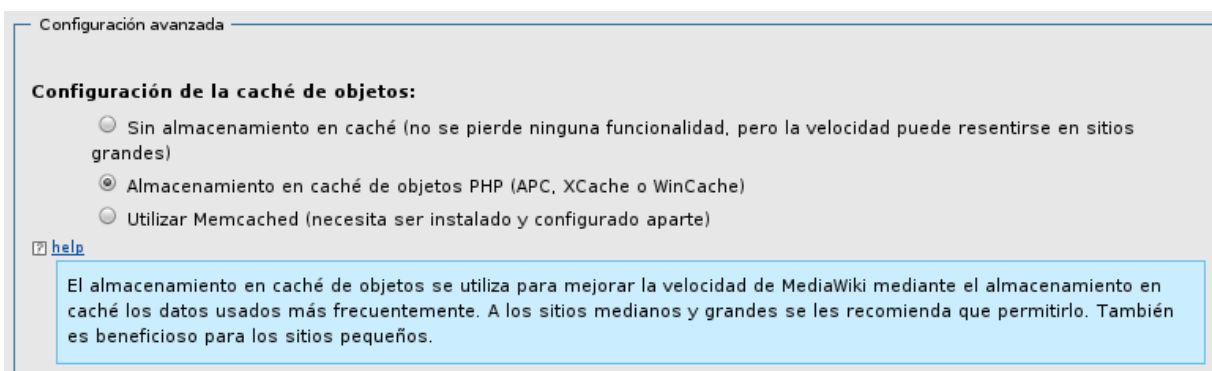 Configuración avanzada
Configuración de la caché de objetos:
Sin almacenamiento en caché (no se pierde ninguna funcionalidad, pero la velocidad puede resentirse en sitios
grandes)
Almacenamiento en caché de objetos PHP (APC, XCache o WinCache)
Utilizar Memcached (necesita ser instalado y configurado aparte)
? help
El almacenamiento en caché de objetos se utiliza para mejorar la velocidad de MediaWiki mediante el almacenamiento en
caché los datos usados más frecuentemente. A los sitios medianos y grandes se les recomienda que permitirlo. También
es beneficioso para los sitios pequeños.